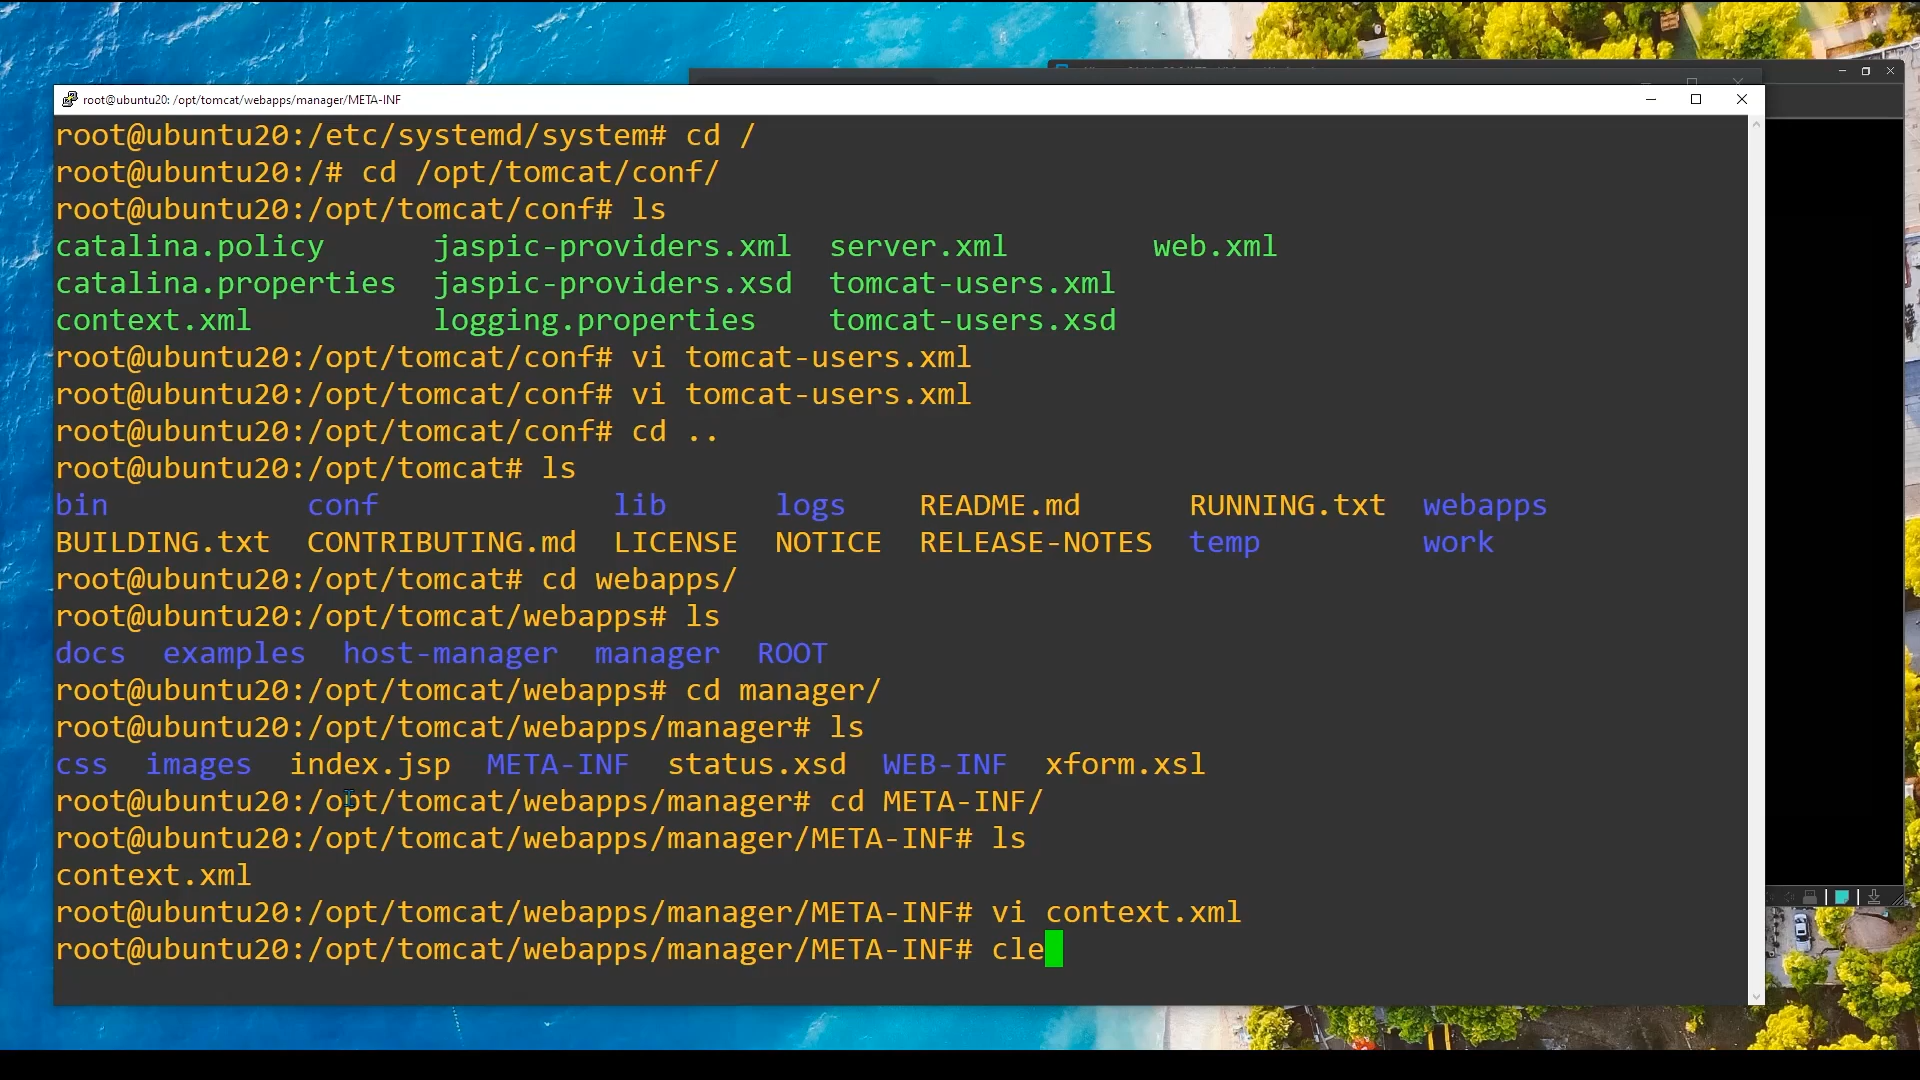 root@ubuntu20: /opt/tomcat/webapps/manager/META-INF
root@ubuntu20:/etc/systemd/system# cd /
root@ubuntu20:/# cd /opt/tomcat/conf/
root@ubuntu20:/opt/tomcat/conf# ls
catalina.policy jaspic-providers.xml server.xml web.xml
catalina.properties jaspic-providers.xsd tomcat-users.xml
context.xml logging.properties tomcat-users.xsd
root@ubuntu20:/opt/tomcat/conf# vi tomcat-users.xml
root@ubuntu20:/opt/tomcat/conf# vi tomcat-users.xml
root@ubuntu20:/opt/tomcat/conf# cd ..
root@ubuntu20:/opt/tomcat# ls
bin conf lib logs README.md RUNNING.txt webapps
BUILDING.txt CONTRIBUTING.md LICENSE NOTICE RELEASE-NOTES temp work
root@ubuntu20:/opt/tomcat# cd webapps/
root@ubuntu20:/opt/tomcat/webapps# ls
docs examples host-manager manager ROOT
root@ubuntu20:/opt/tomcat/webapps# cd manager/
root@ubuntu20:/opt/tomcat/webapps/manager# ls
css images index.jsp META-INF status.xsd WEB-INF xform.xsl
root@ubuntu20:/opt/tomcat/webapps/manager# cd META-INF/
root@ubuntu20:/opt/tomcat/webapps/manager/META-INF# ls
context.xml
root@ubuntu20:/opt/tomcat/webapps/manager/META-INF# vi context.xml
root@ubuntu20:/opt/tomcat/webapps/manager/META-INF# cle